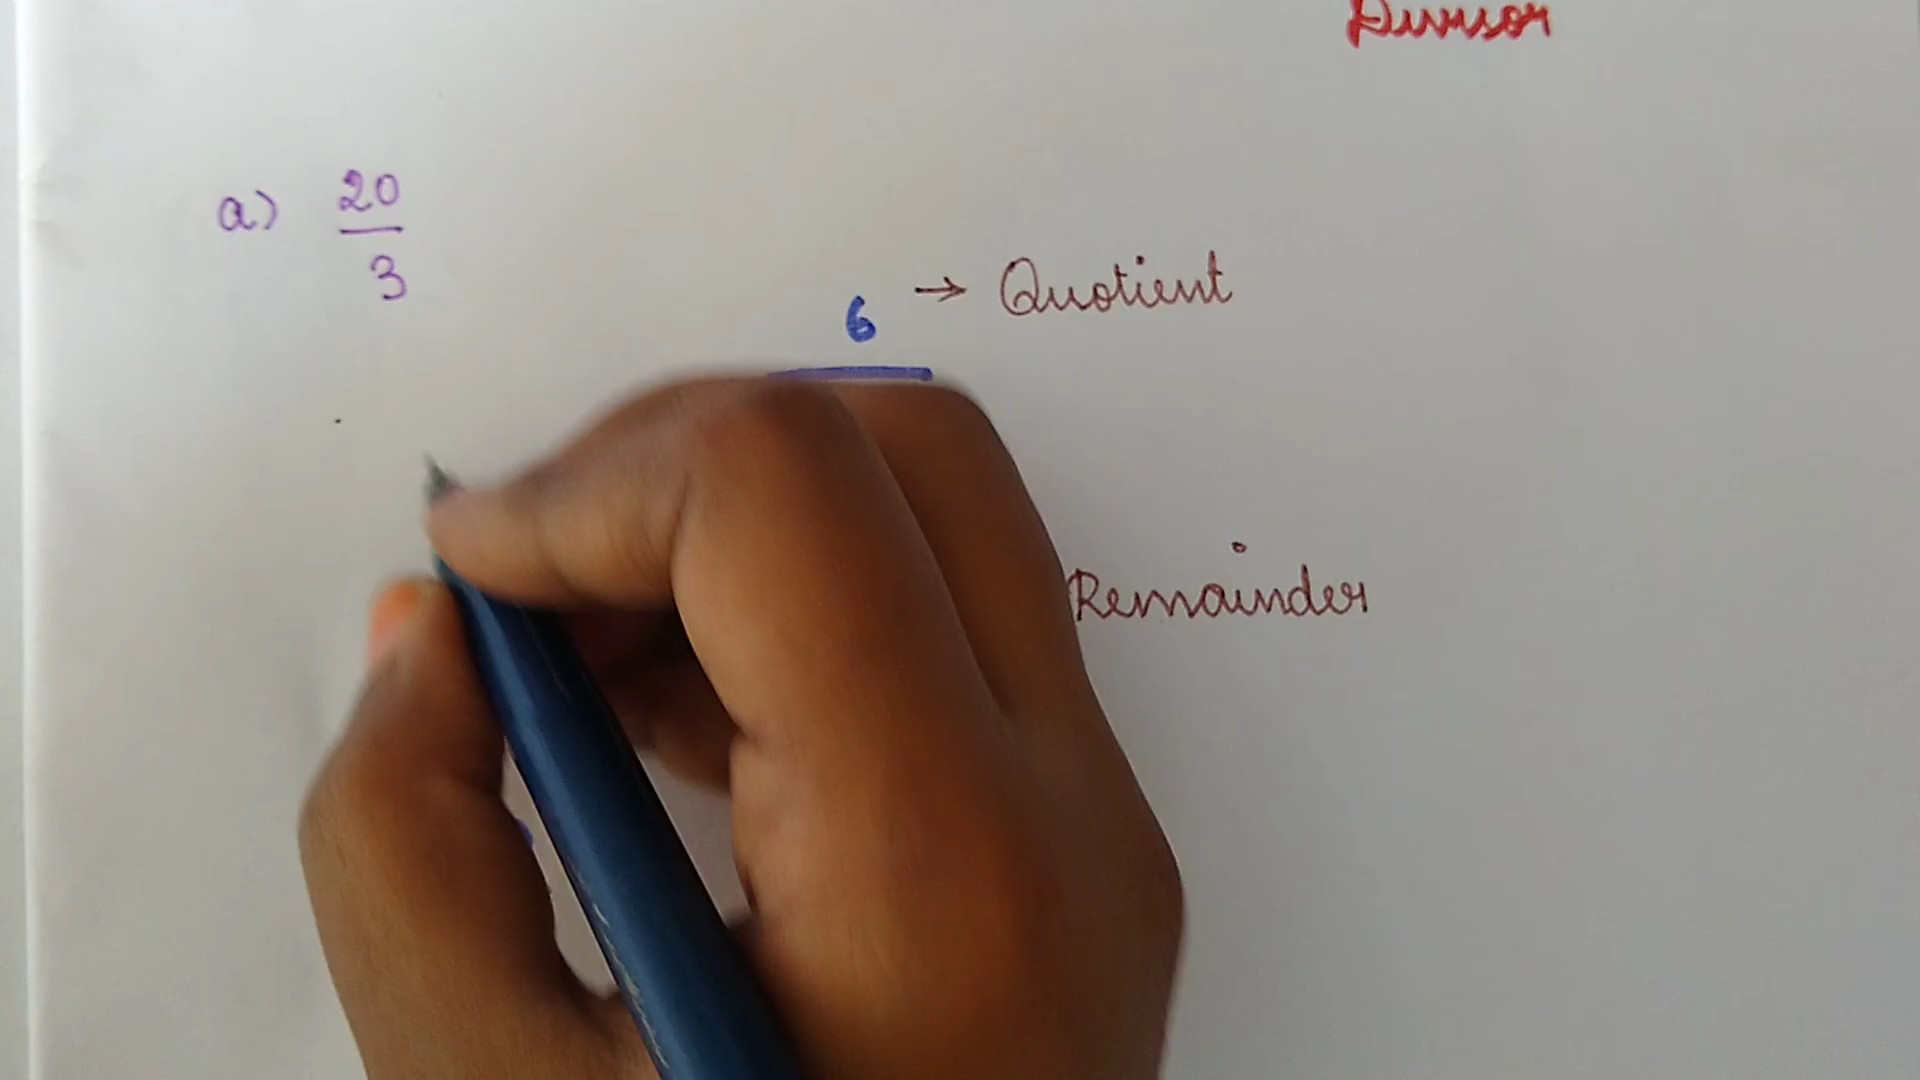 Divisor
a) 20
3
6 → Quotient
Remainder